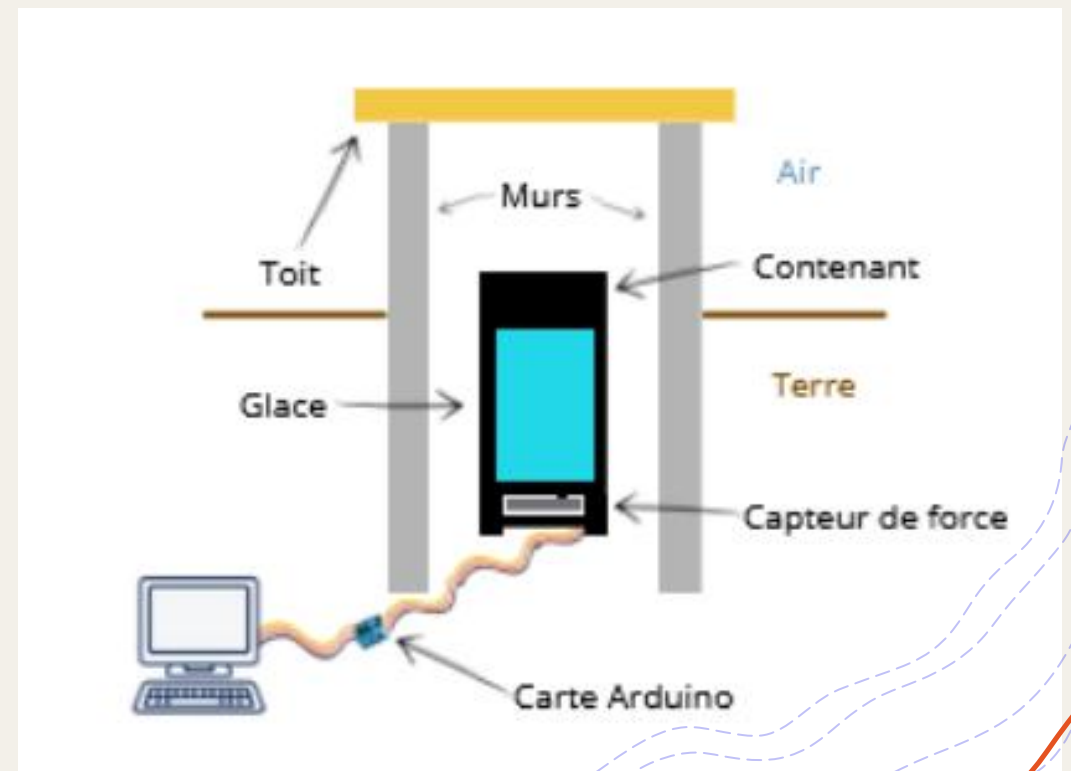 Air
Murs
Toit
Contenant
Terre
Glace
Capteur de force
Carte Arduino